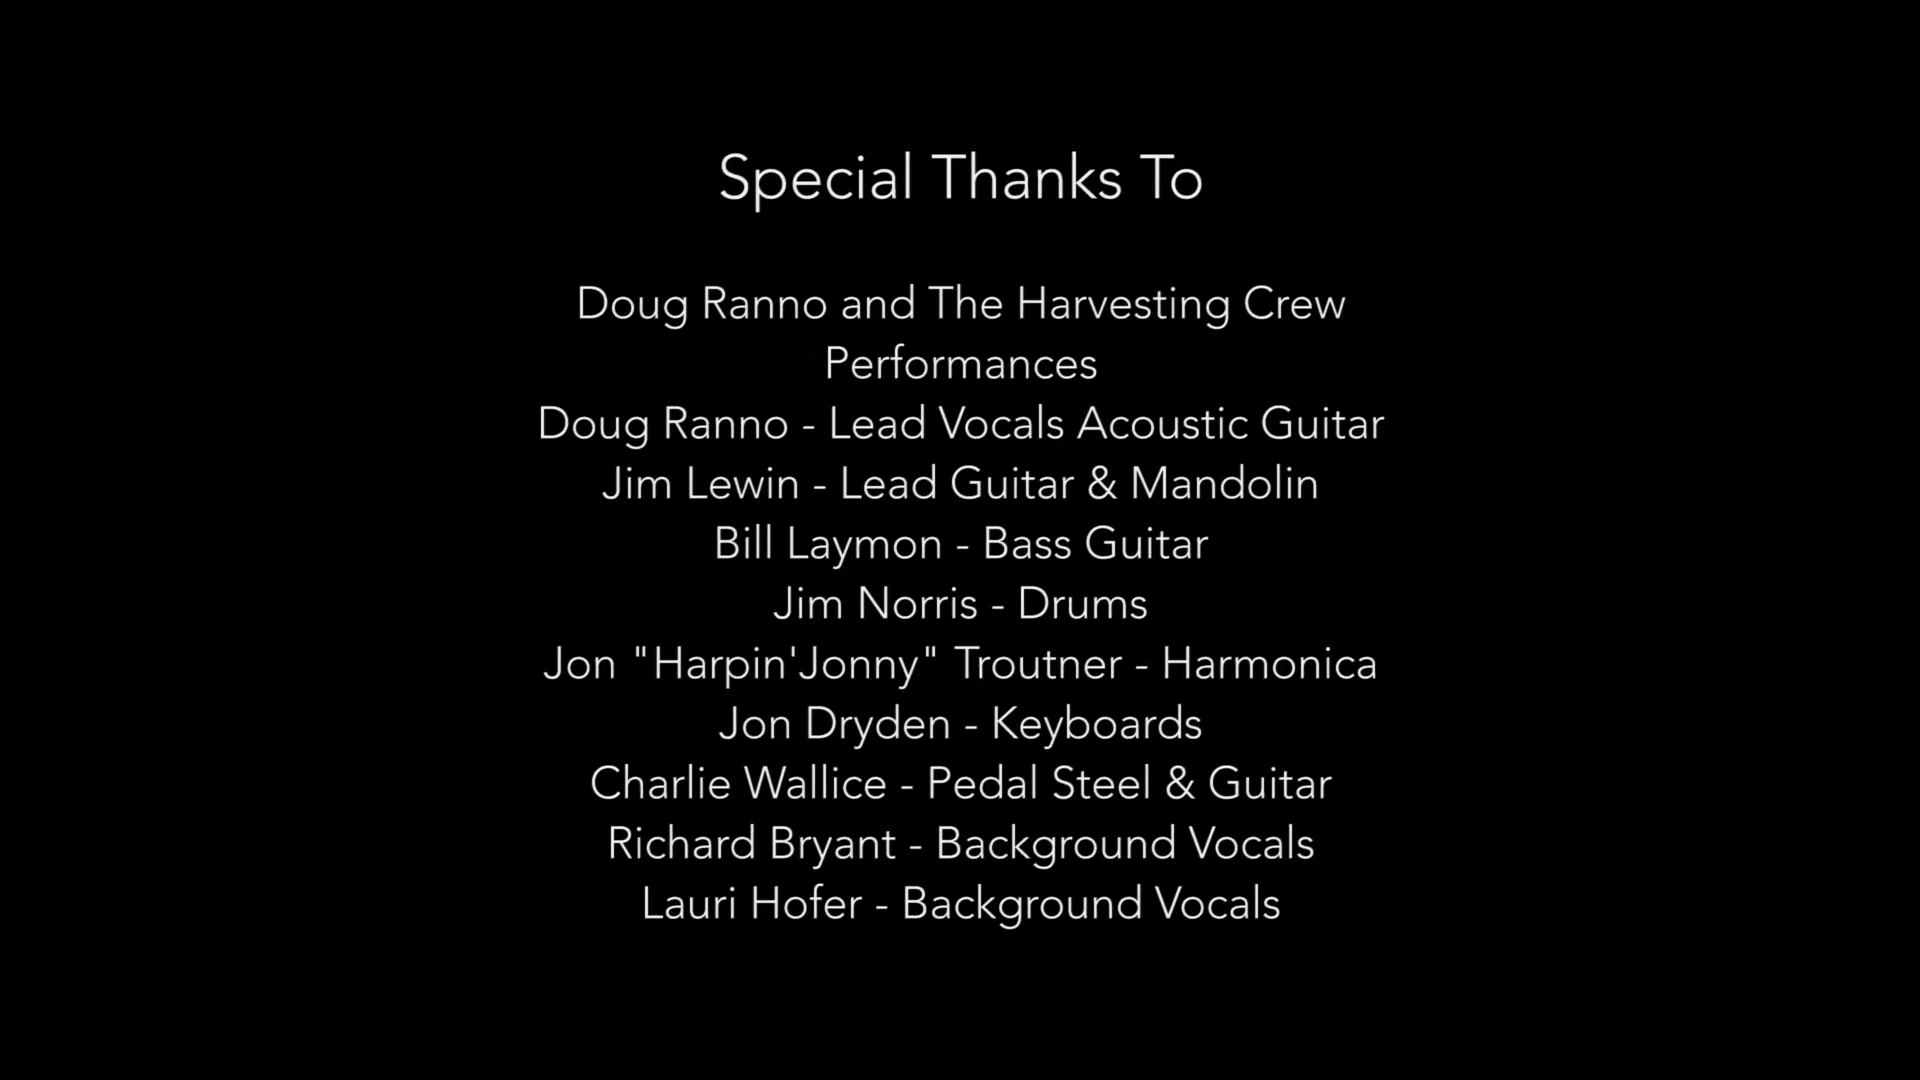 Special Thanks To
Doug Ranno and The Harvesting Crew
Performances
Doug Ranno - Lead Vocals Acoustic Guitar
Jim Lewin - Lead Guitar & Mandolin
Bill Laymon - Bass Guitar
Jim Norris - Drums
Jon "Harpin'Jonny" Troutner - Harmonica
Jon Dryden - Keyboards
Charlie Wallice - Pedal Steel & Guitar
Richard Bryant - Background Vocals
Lauri Hofer - Background Vocals